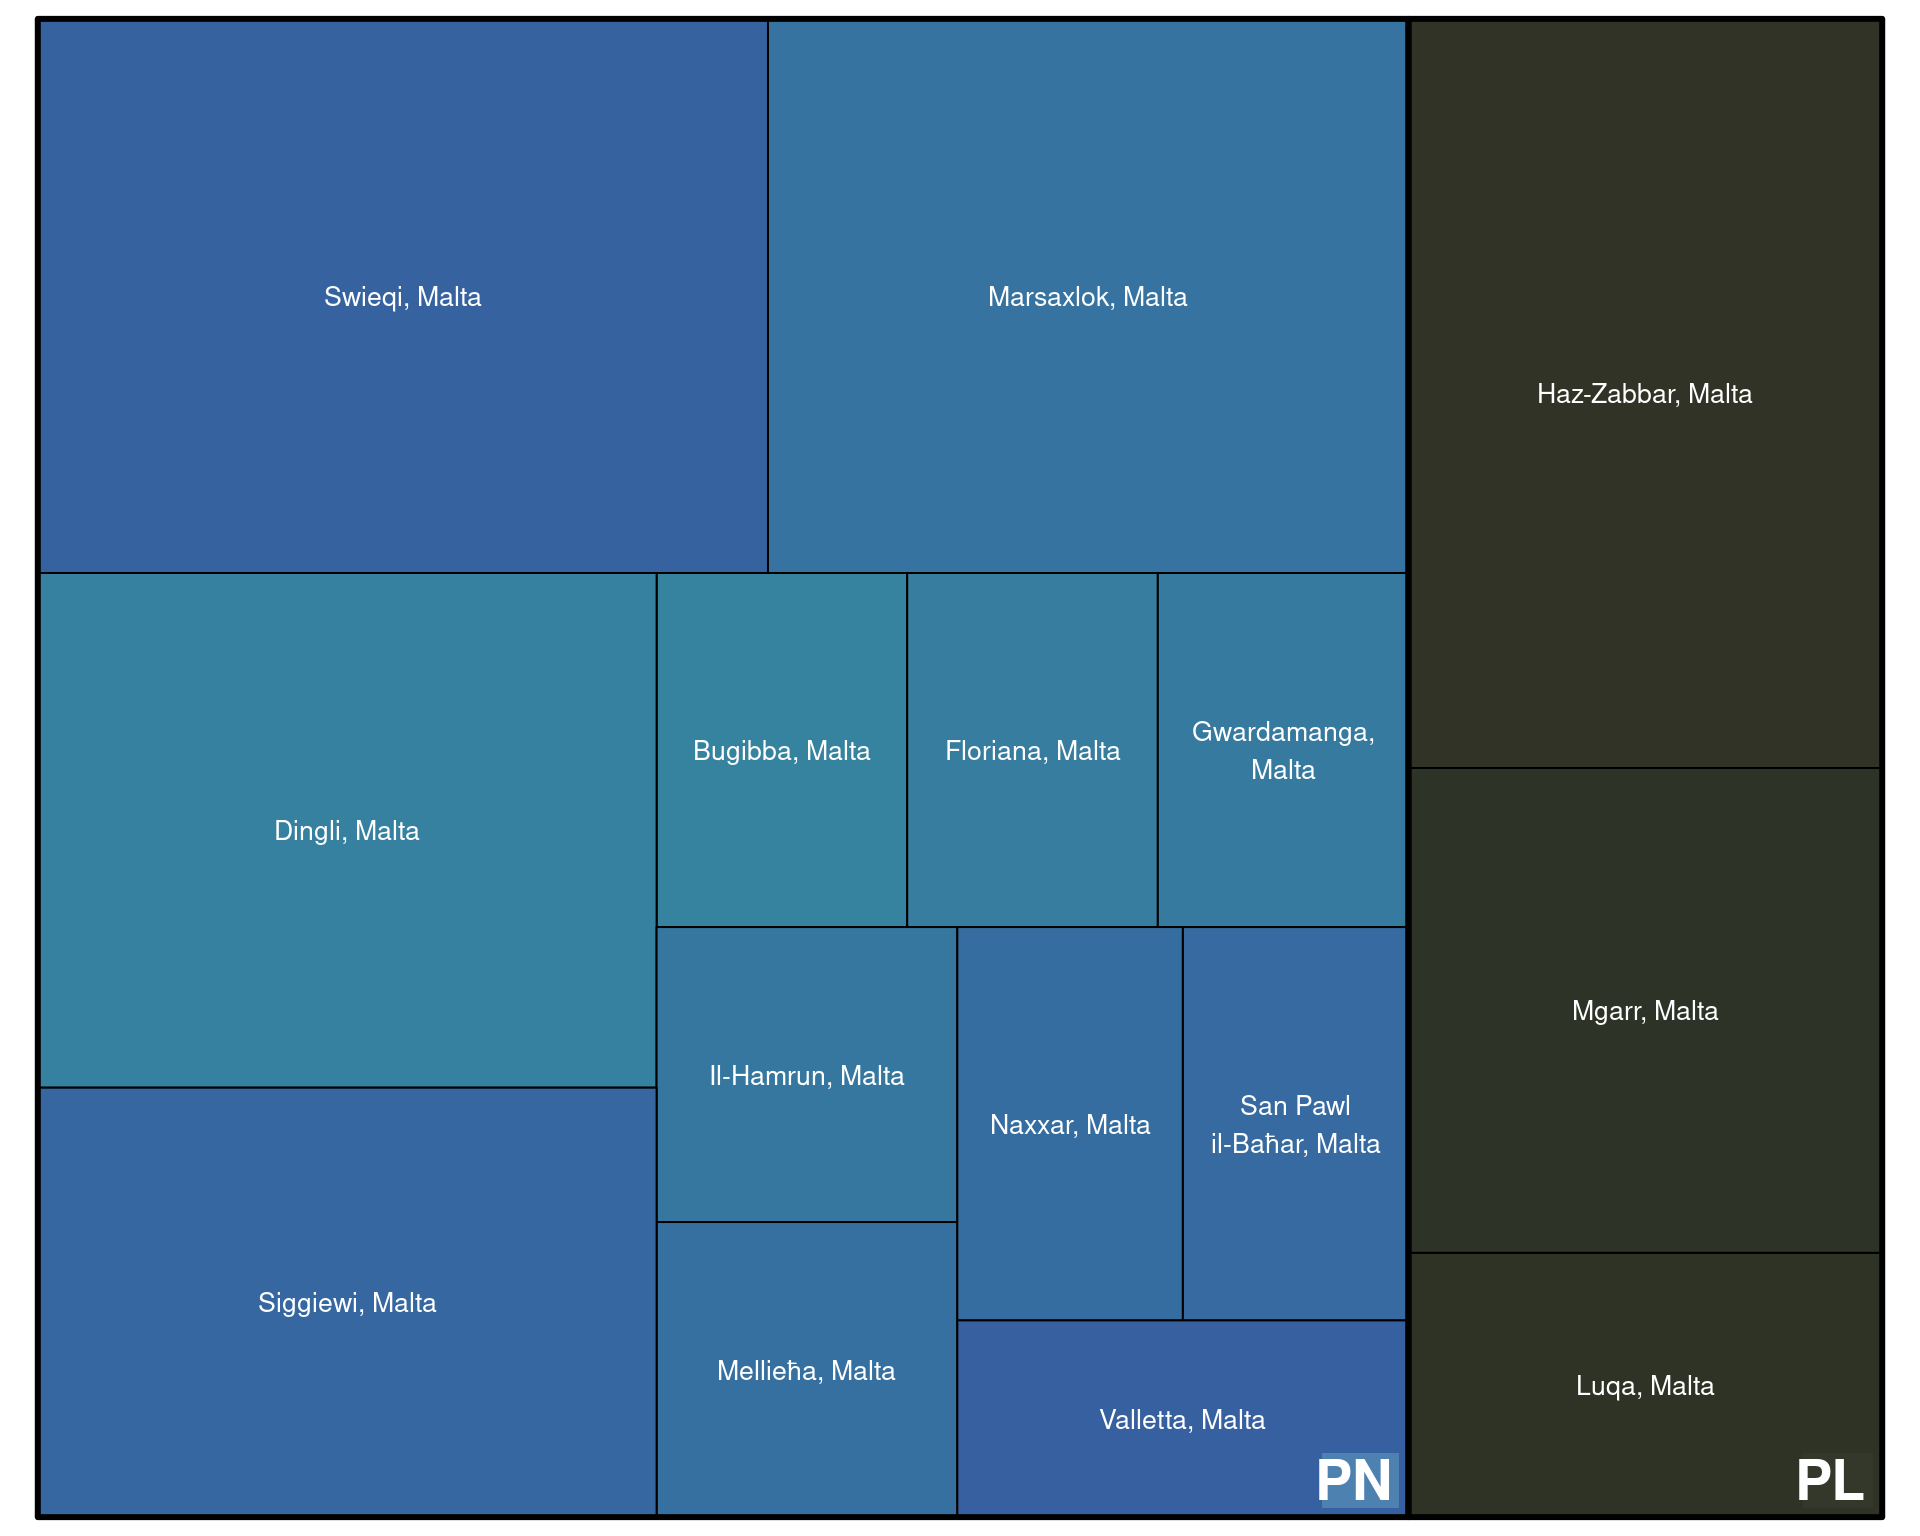 Swieqi, Malta
Marsaxlok, Malta
Haz-Zabbar, Malta
Dingli, Malta
Bugibba, Malta
Floriana, Malta
Gwardamanga,
Malta
Mgarr, Malta
Il-Hamrun, Malta
Naxxar, Malta
San Pawl
il-Baħar, Malta
Siggiewi, Malta
Mellieħa, Malta
Valletta, Malta
Luqa, Malta
PN
PL